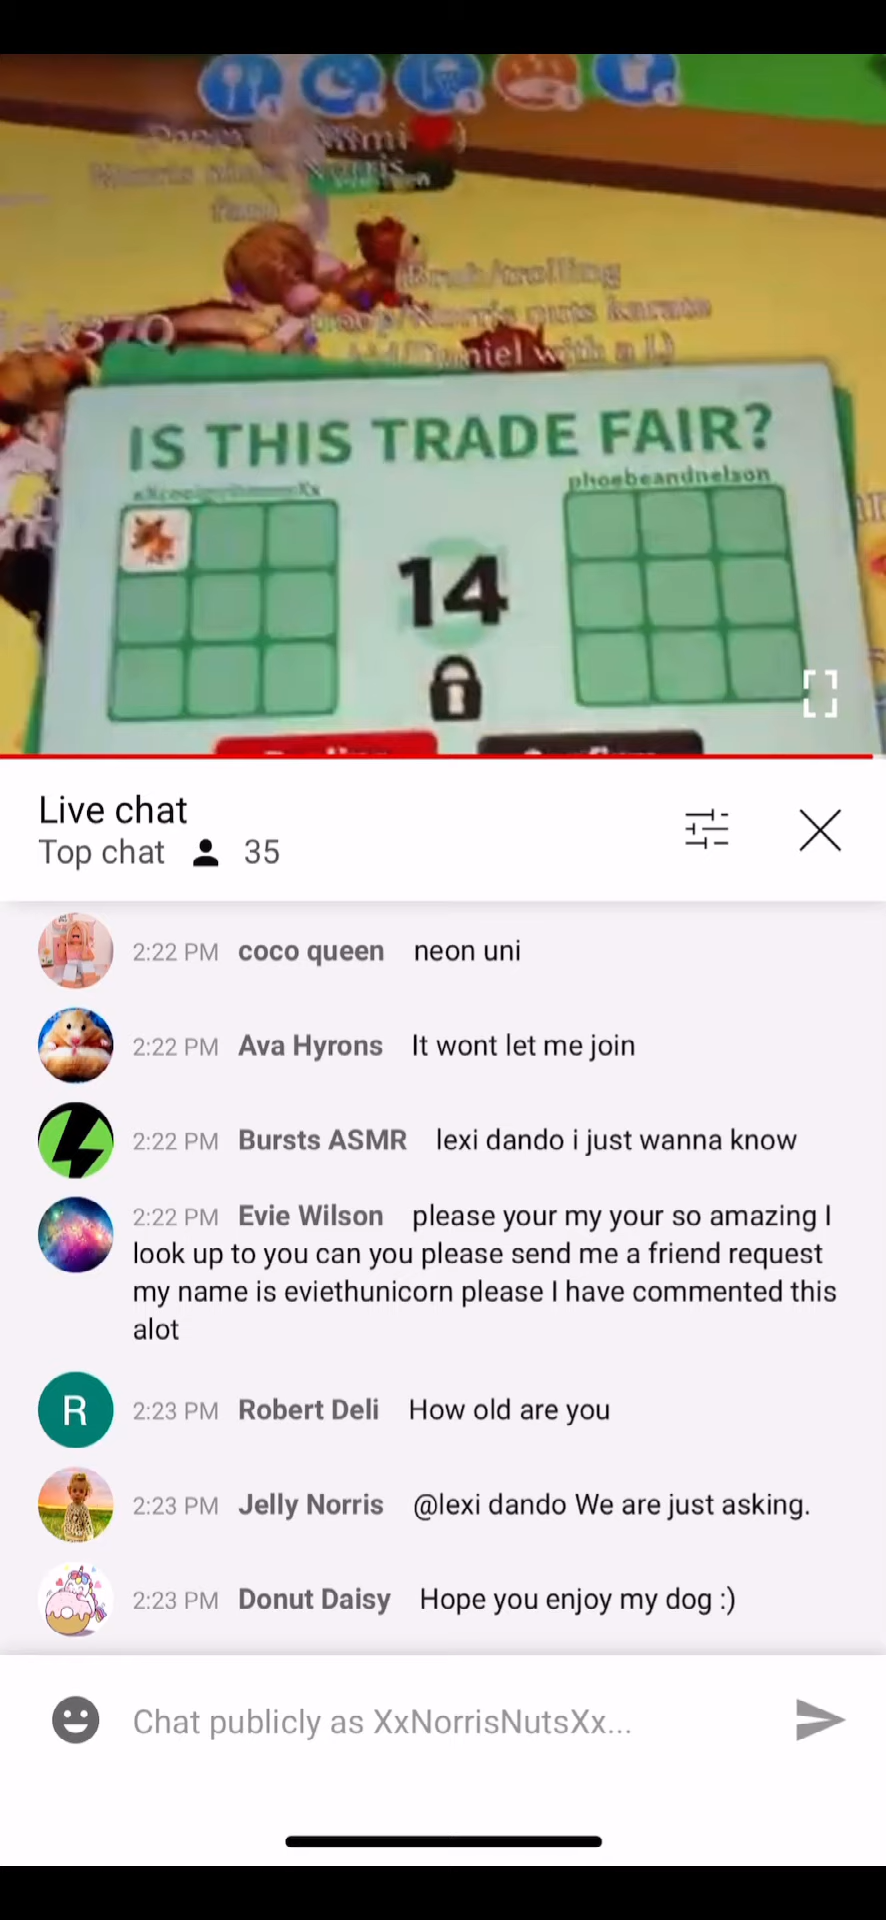 IS THIS TRADE FAIR?
phoebeandnelson
14
Live chat
Top chat 35
2:22 PM coco queen neon uni
2:22 PM Ava Hyrons It wont let me join
2:22 PM Bursts ASMR lexi dando i just wanna know
2:22 PM Evie Wilson please your my your so amazing I
look up to you can you please send me a friend request
my name is eviethunicorn please I have commented this
alot
R
2:23 PM Robert Deli How old are you
2:23 PM Jelly Norris @lexi dando We are just asking.
2:23 PM Donut Daisy Hope you enjoy my dog :)
Chat publicly as XxNorrisNutsXx...